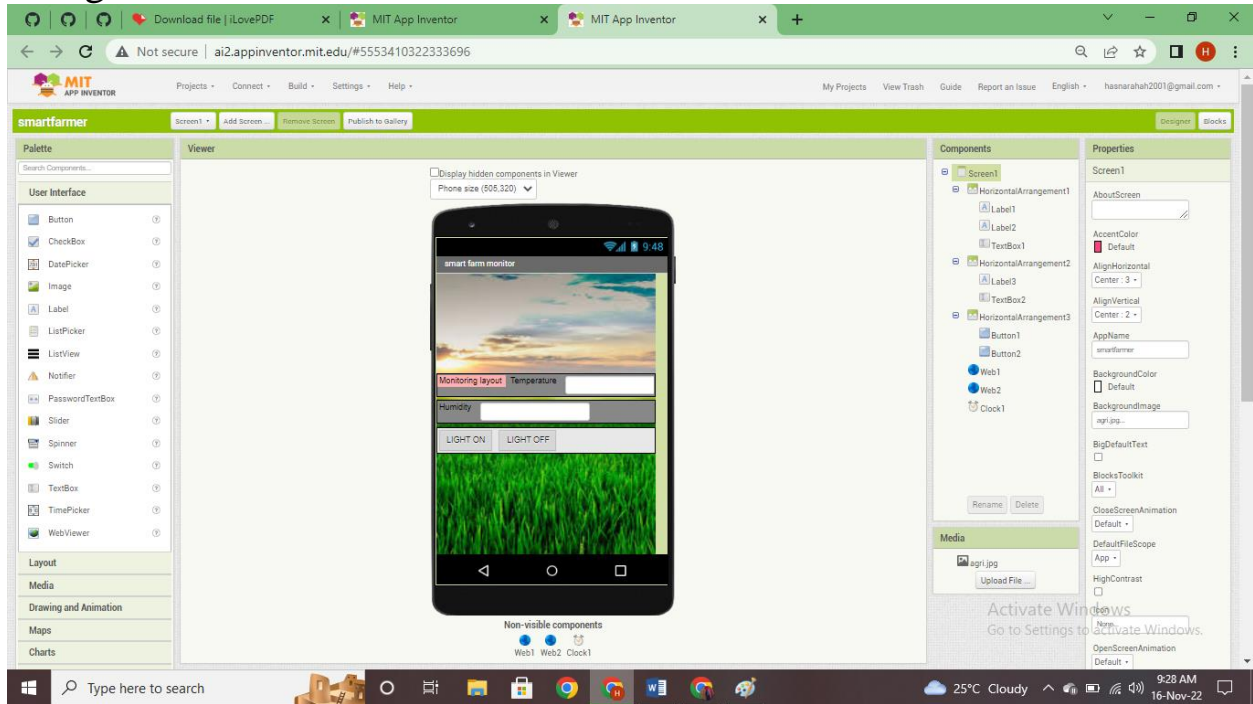 Download file | iLovePDF
MIT App Inventor
MIT App Inventor
Not secure
ai2.appinventor.mit.edu/#5553410322333696
H
MIT
APP INVENTOR
Projects
Connect
Build
Settings
Help
My Projects
View Trash
Guide
Report an Issue
English
hasnarahah2001@gmail.com
smartfarmer
Screen1
Add Screen ...
Remove Screen
Publish to Gallery
Designer
Blocks
Palette
Search Components...
User Interface
Button
CheckBox
DatePicker
Image
Label
ListPicker
ListView
Notifier
PasswordTextBox
Slider
Spinner
Switch
TextBox
TimePicker
WebViewer
Layout
Media
Drawing and Animation
Maps
Charts
Viewer
Display hidden components in Viewer
Phone size (505,320)
9:48
smart farm monitor
Monitoring layout
Temperature
Humidity
LIGHT ON
LIGHT OFF
Non-visible components
Web1
Web2
Clock1
Components
Screen1
HorizontalArrangement1
Label1
Label2
TextBox1
HorizontalArrangement2
Label3
TextBox2
HorizontalArrangement3
Button1
Button2
Web1
Web2
Clock1
Rename
Delete
Media
agri.jpg
Upload File ...
Properties
Screen1
AboutScreen
AccentColor
Default
AlignHorizontal
Center : 3
AlignVertical
Center : 2
AppName
smartfarmer
BackgroundColor
Default
BackgroundImage
agri.jpg...
BigDefaultText
BlocksToolkit
All
CloseScreenAnimation
Default
DefaultFileScope
App
HighContrast
Icon
None...
OpenScreenAnimation
Default
Activate Windows
Go to Settings to activate Windows.
Type here to search
25°C Cloudy
9:28 AM
16-Nov-22